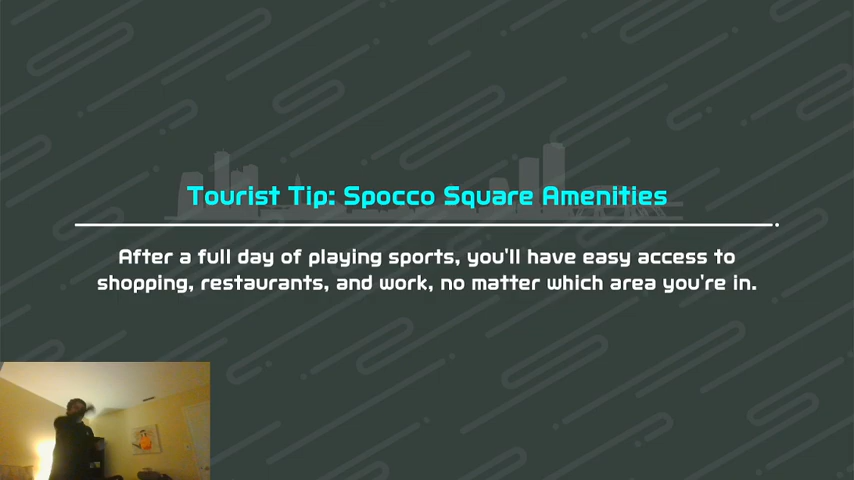 Tourist Tip: Spocco Square Amenities
After a full day of playing sports, you'll have easy access to
shopping, restaurants, and work, no matter which area you're in.